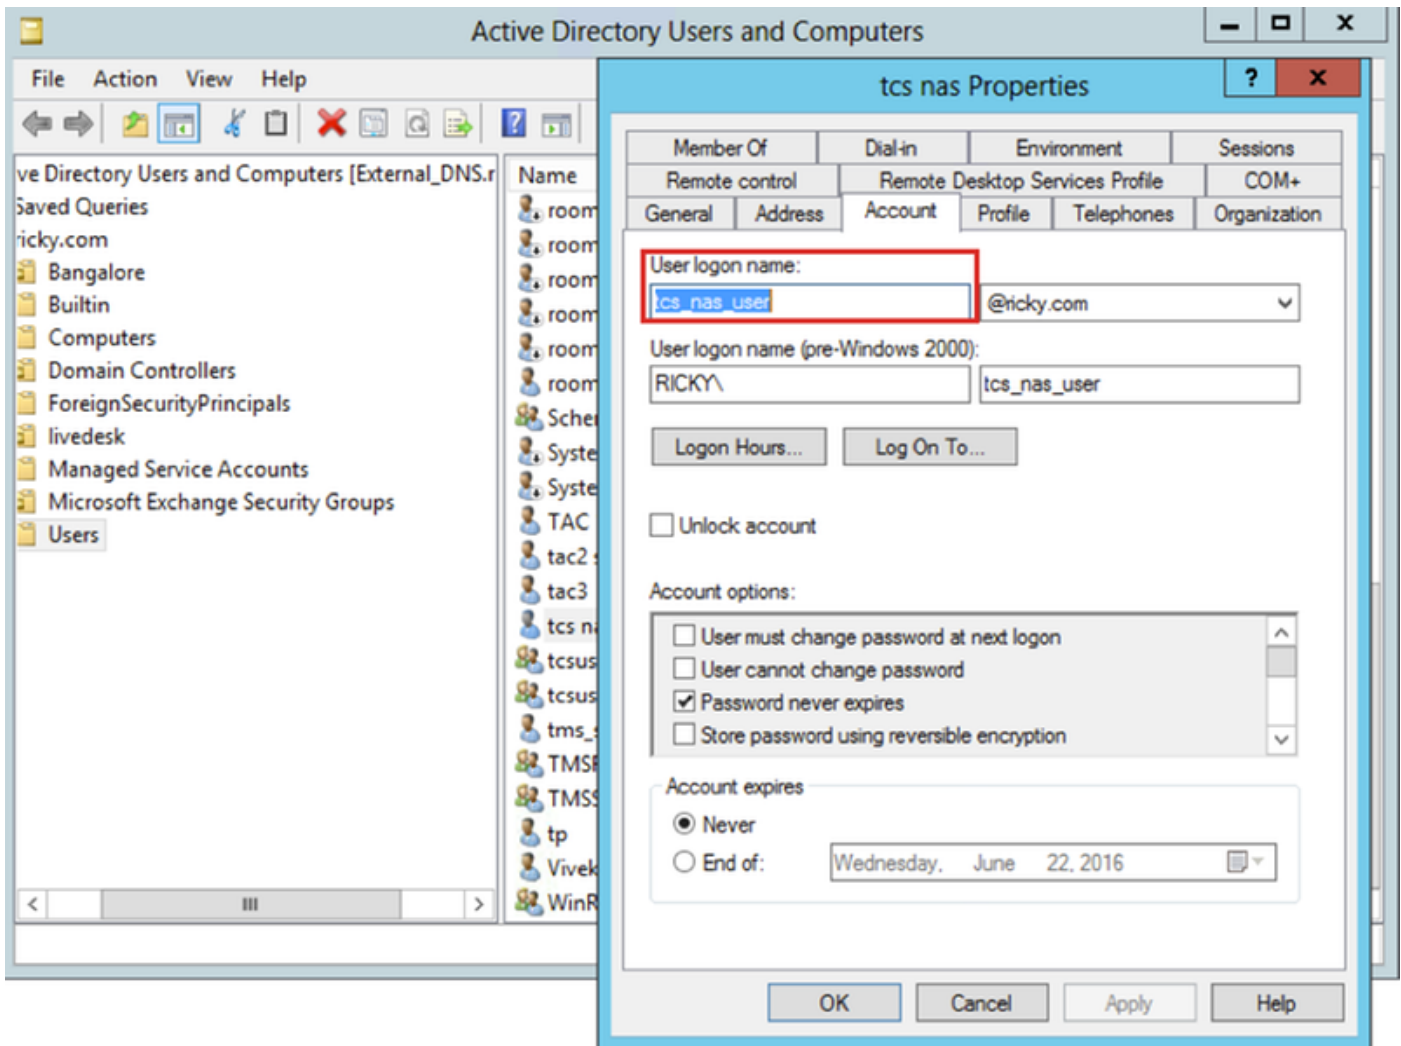 Active Directory Users and Computers
File Action View Help
ve Directory Users and Computers [External_DNS.r
Saved Queries
ricky.com
Bangalore
Builtin
Computers
Domain Controllers
ForeignSecurityPrincipals
livedesk
Managed Service Accounts
Microsoft Exchange Security Groups
Users
Name
room
room
room
room
room
room
Scher
Syste
Syste
TAC
tac2 s
tac3
tcs na
tcsus
tcsus
tms_s
TMSF
TMSS
tp
Vivek
WinR
tcs nas Properties
Member Of Dial-in Environment Sessions
Remote control Remote Desktop Services Profile COM+
General Address Account Profile Telephones Organization
User logon name:
tcs_nas_user @ricky.com
User logon name (pre-Windows 2000):
RICKY\ tcs_nas_user
Logon Hours... Log On To...
Unlock account
Account options:
User must change password at next logon
User cannot change password
Password never expires
Store password using reversible encryption
Account expires
Never
End of: Wednesday, June 22, 2016
OK Cancel Apply Help